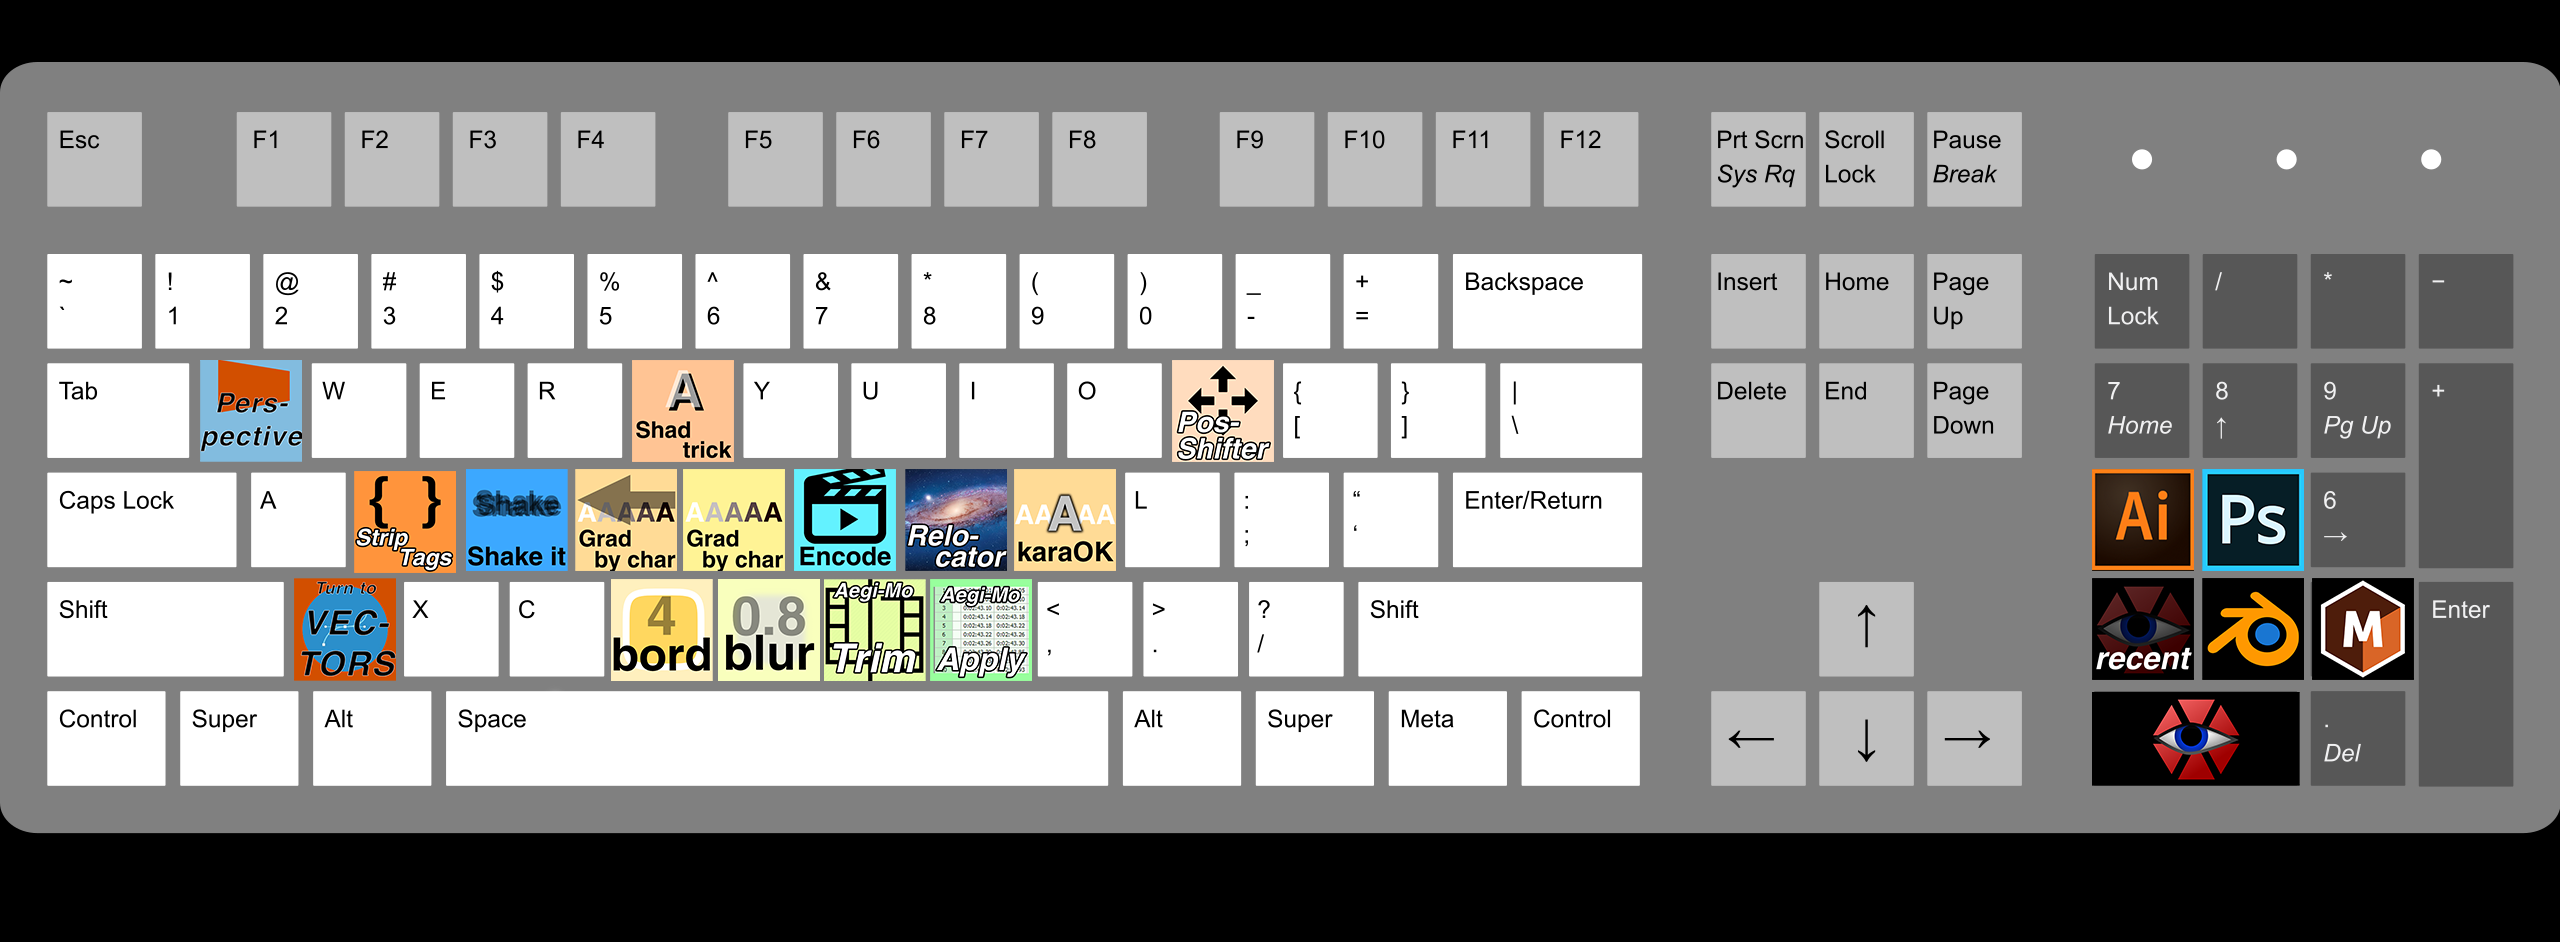 Esc
F1
F2
F3
F4
F5
F6
F7
F8
F9
F10
F11
F12
Prt Scrn
Sys Rq
Scroll
Lock
Pause
Break
~
`
!
1
@
2
#
3
$
4
%
5
^
6
&
7
*
8
(
9
)
0
_
-
+
=
Backspace
Insert
Home
Page
Up
Num
Lock
/
*
−
Tab
Pers-
pective
W
E
R
A
Shad
trick
Y
U
I
O
Pos-
Shifter
{
[
}
]
|
\
Delete
End
Page
Down
7
Home
8
↑
9
Pg Up
+
Caps Lock
A
{ }
Strip
Tags
Shake
Shake it
AAAAA
Grad
by char
AAAAA
Grad
by char
Encode
Relo-
cator
AAAAA
karaOK
L
:
;
“
‘
Enter/Return
Ai
Ps
6
→
Shift
Turn to
VEC-
TORS
X
C
4
bord
0.8
blur
Aegi-Mo
Trim
Aegi-Mo
Apply
<
,
>
.
?
/
Shift
↑
recent
M
Enter
Control
Super
Alt
Space
Alt
Super
Meta
Control
←
↓
→
.
Del